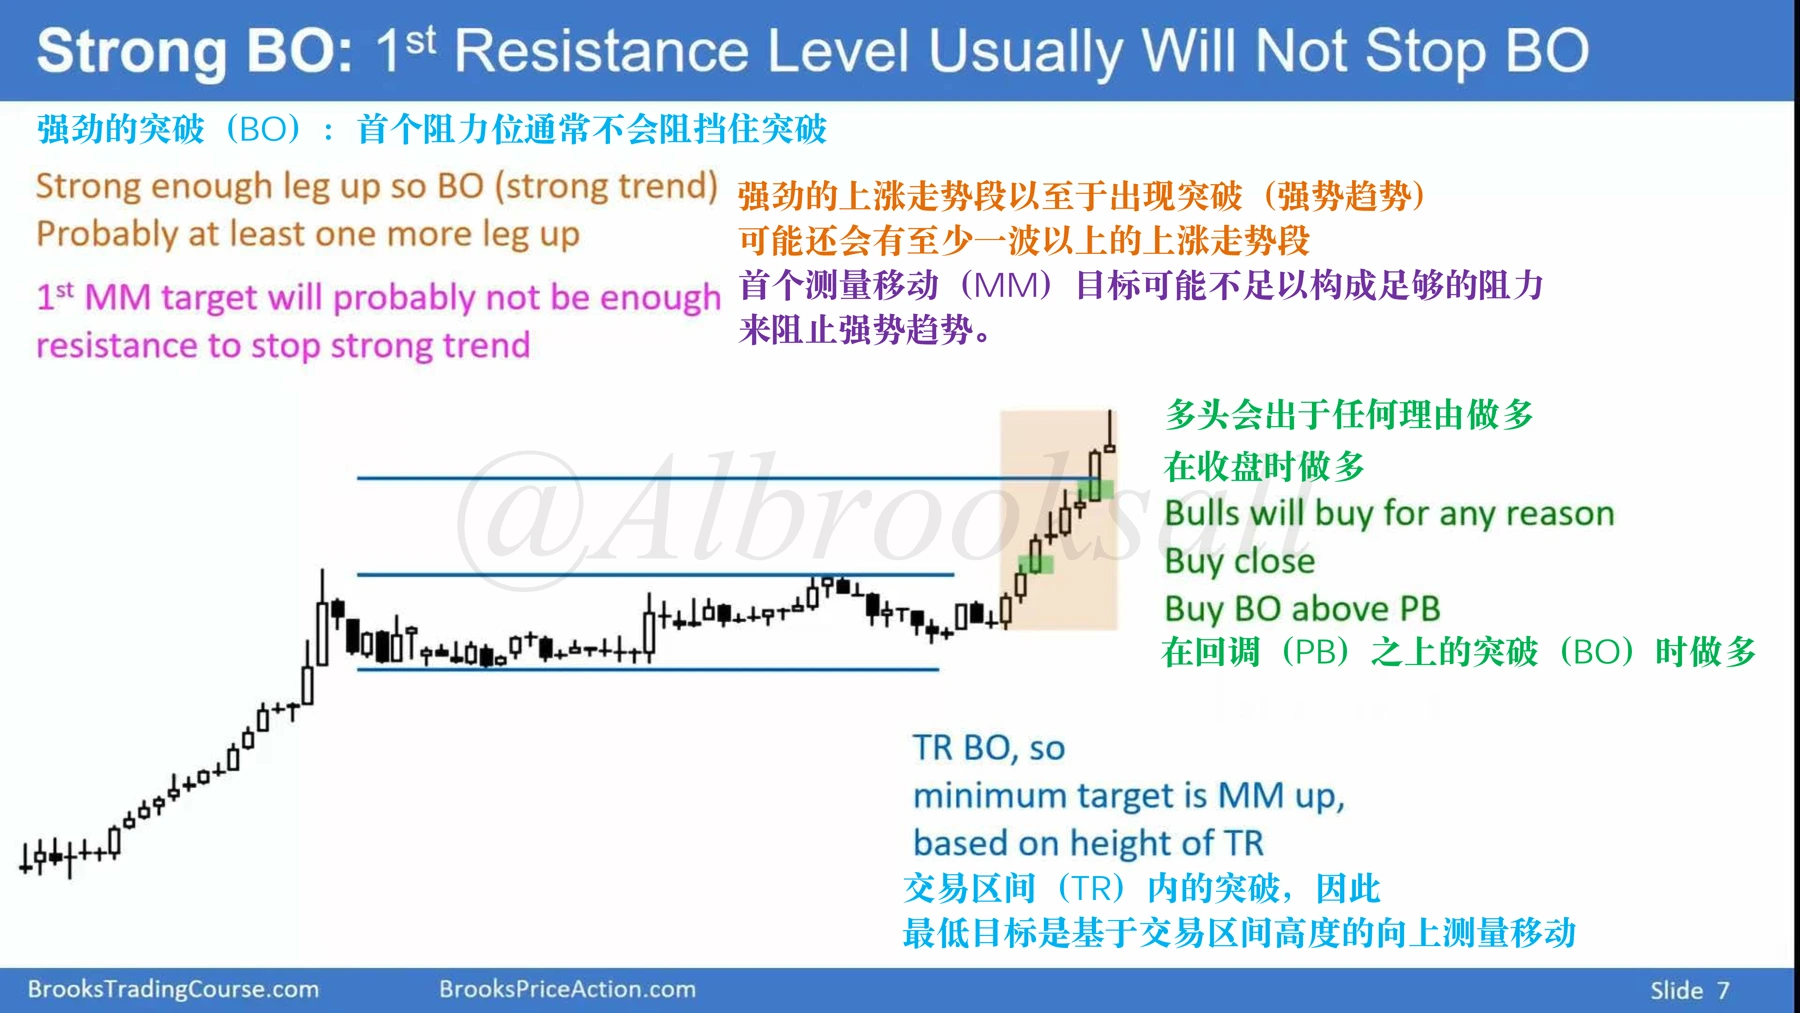 Strong BO: 1st Resistance Level Usually Will Not Stop BO
强劲的突破（BO）：首个阻力位通常不会阻挡住突破
Strong enough leg up so BO (strong trend)
Probably at least one more leg up
强劲的上涨走势段以至于出现突破（强势趋势）
可能还会有至少一波以上的上涨走势段
1st MM target will probably not be enough
resistance to stop strong trend
首个测量移动（MM）目标可能不足以构成足够的阻力
来阻止强势趋势。
多头会出于任何理由做多
在收盘时做多
Bulls will buy for any reason
Buy close
Buy BO above PB
在回调（PB）之上的突破（BO）时做多
@Albrooksall
TR BO, so
minimum target is MM up,
based on height of TR
交易区间（TR）内的突破，因此
最低目标是基于交易区间高度的向上测量移动
BrooksTradingCourse.com
BrooksPriceAction.com
Slide 7